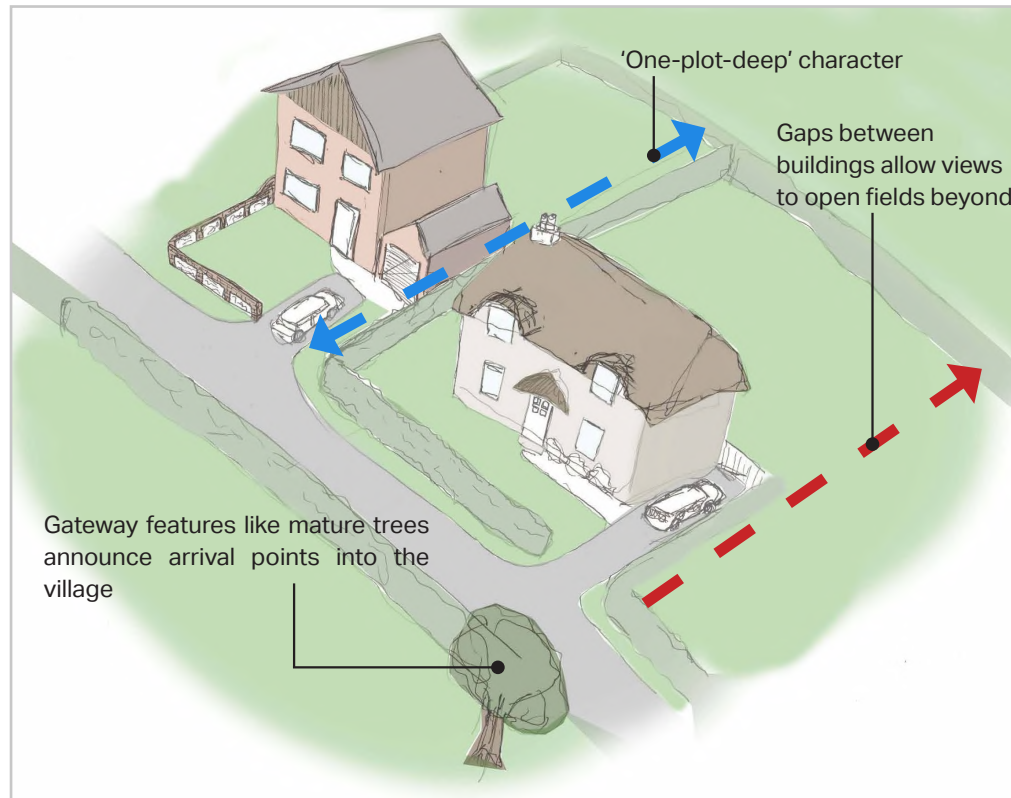 ‘One-plot-deep’ character
Gaps between
buildings allow views
to open fields beyond
Gateway features like mature trees
announce arrival points into the
village